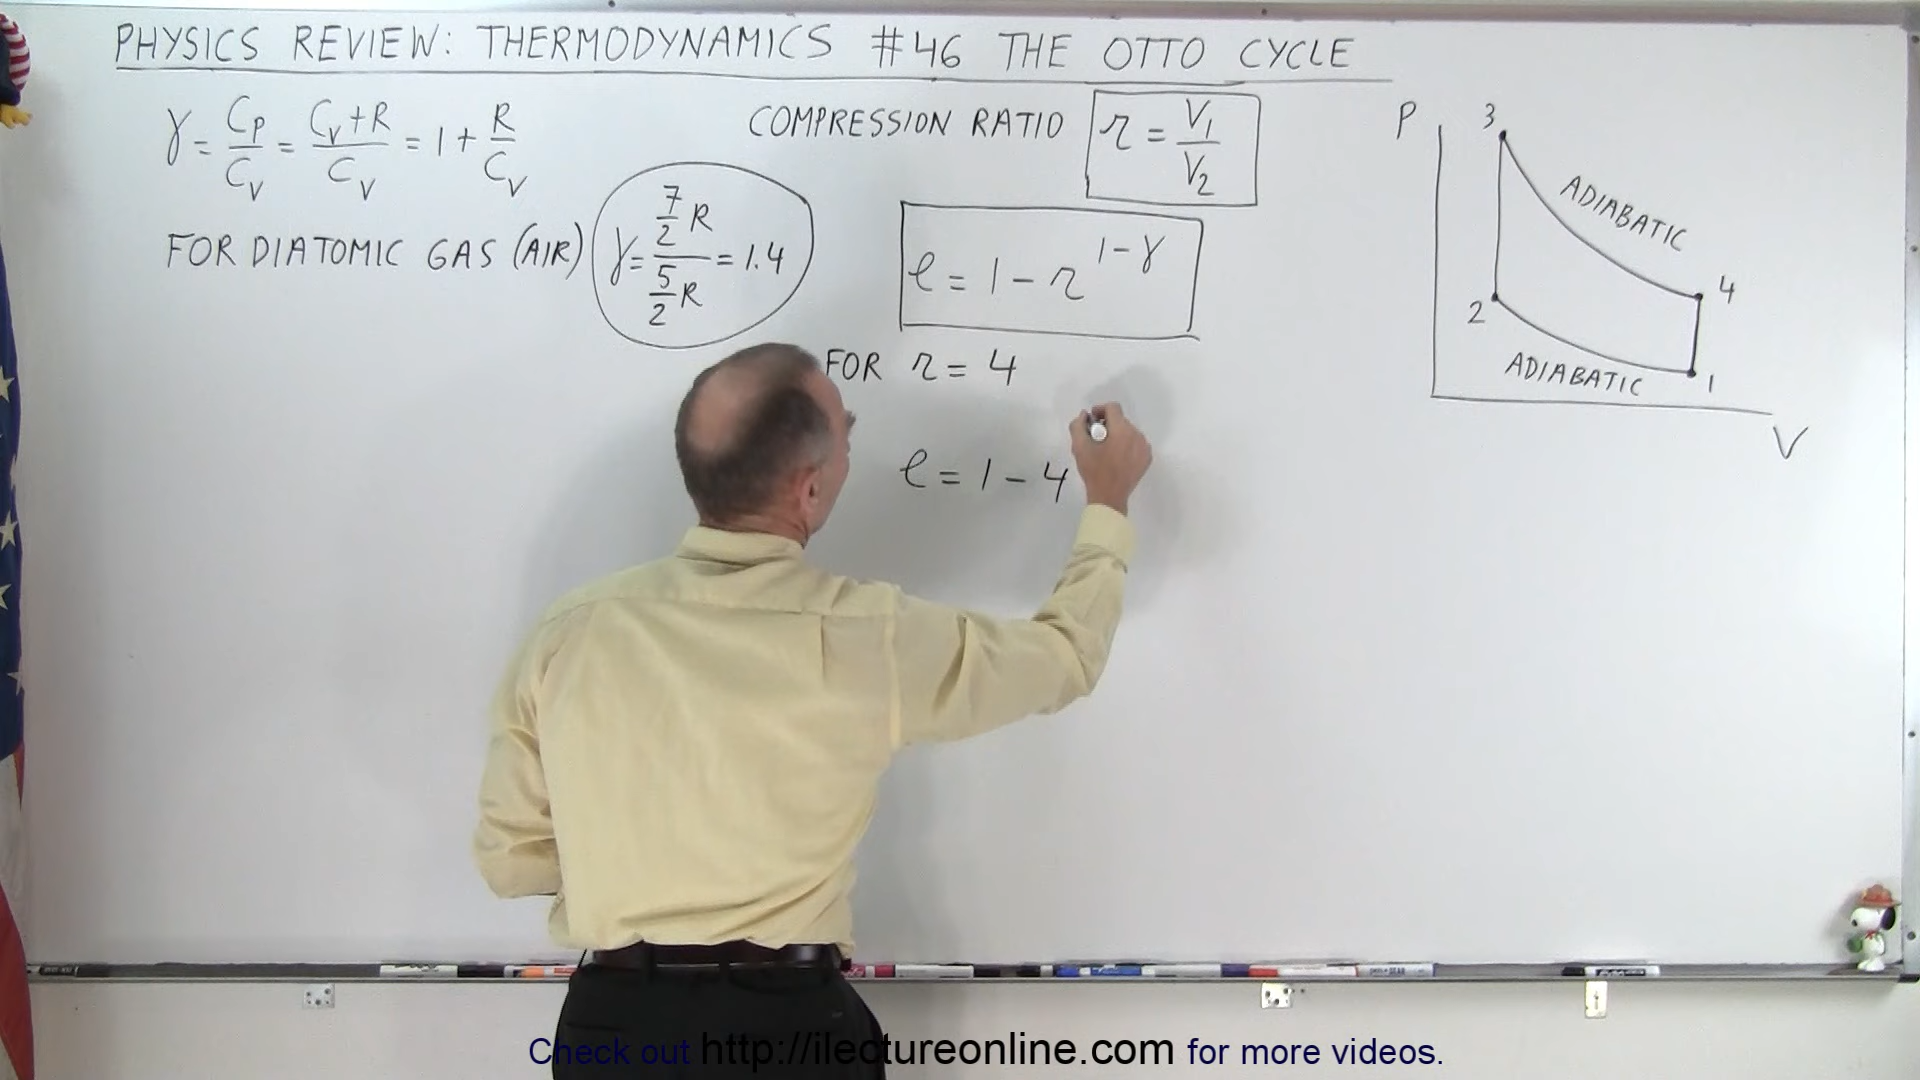 PHYSICS REVIEW: THERMODYNAMICS #46 THE OTTO CYCLE
γ = Cp/Cv = (Cv+R)/Cv = 1 + R/Cv
COMPRESSION RATIO r = V1/V2
FOR DIATOMIC GAS (AIR) γ = (7/2 R)/(5/2 R) = 1.4
e = 1 - r^(1-γ)
FOR r = 4
e = 1 - 4
P
3
ADIABATIC
4
2
ADIABATIC
1
V
Check out http://ilectureonline.com for more videos.